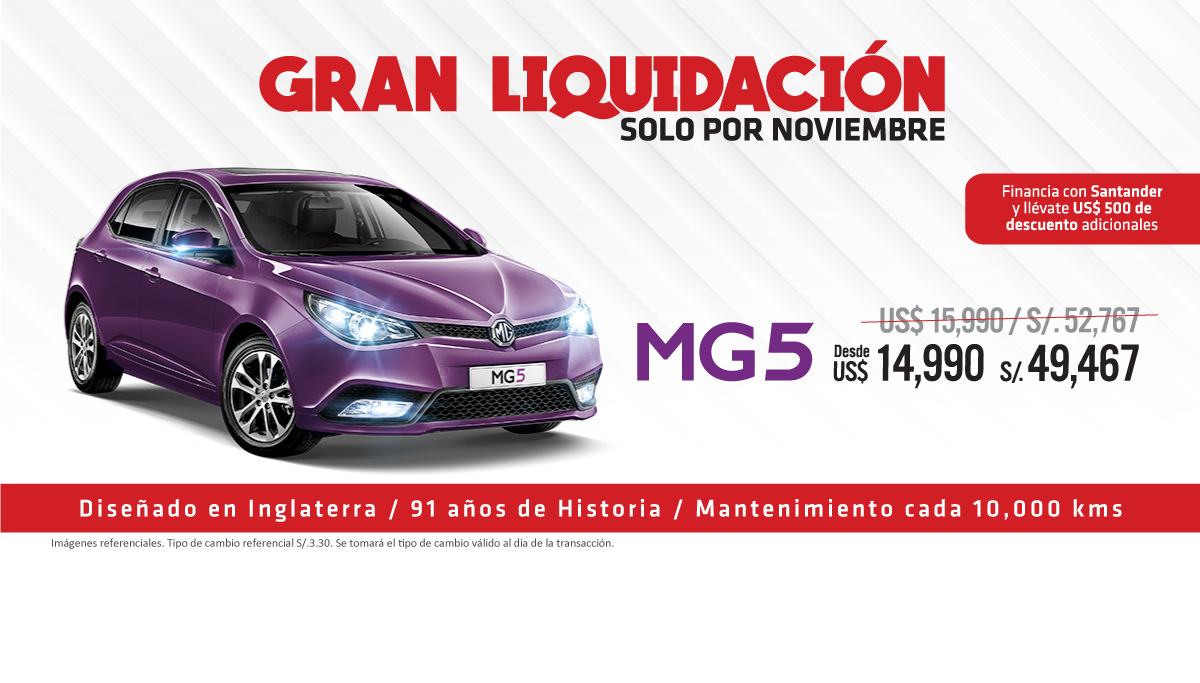 GRAN LIQUIDACIÓN
SOLO POR NOVIEMBRE
Financia con Santander
y llévate US$ 500 de
descuento adicionales
US$ 15,990 / S/. 52,767
MG5
Desde
US$ 14,990 S/. 49,467
MG
MG5
Diseñado en Inglaterra / 91 años de Historia / Mantenimiento cada 10,000 kms
Imágenes referenciales. Tipo de cambio referencial S/.3.30. Se tomará el tipo de cambio válido al día de la transacción.